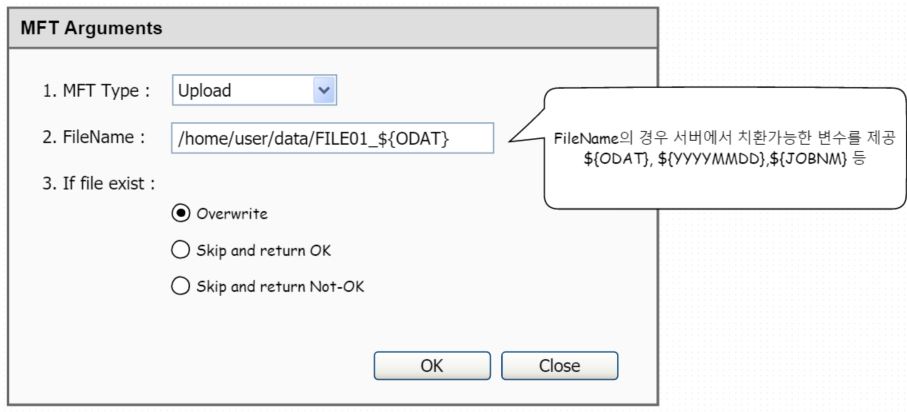 MFT Arguments
1. MFT Type :
Upload
2. FileName :
/home/user/data/FILE01_${ODAT}
FileName의 경우 서버에서 치환가능한 변수를 제공
${ODAT}, ${YYYYMMDD},${JOBNM} 등
3. If file exist :
Overwrite
Skip and return OK
Skip and return Not-OK
OK
Close